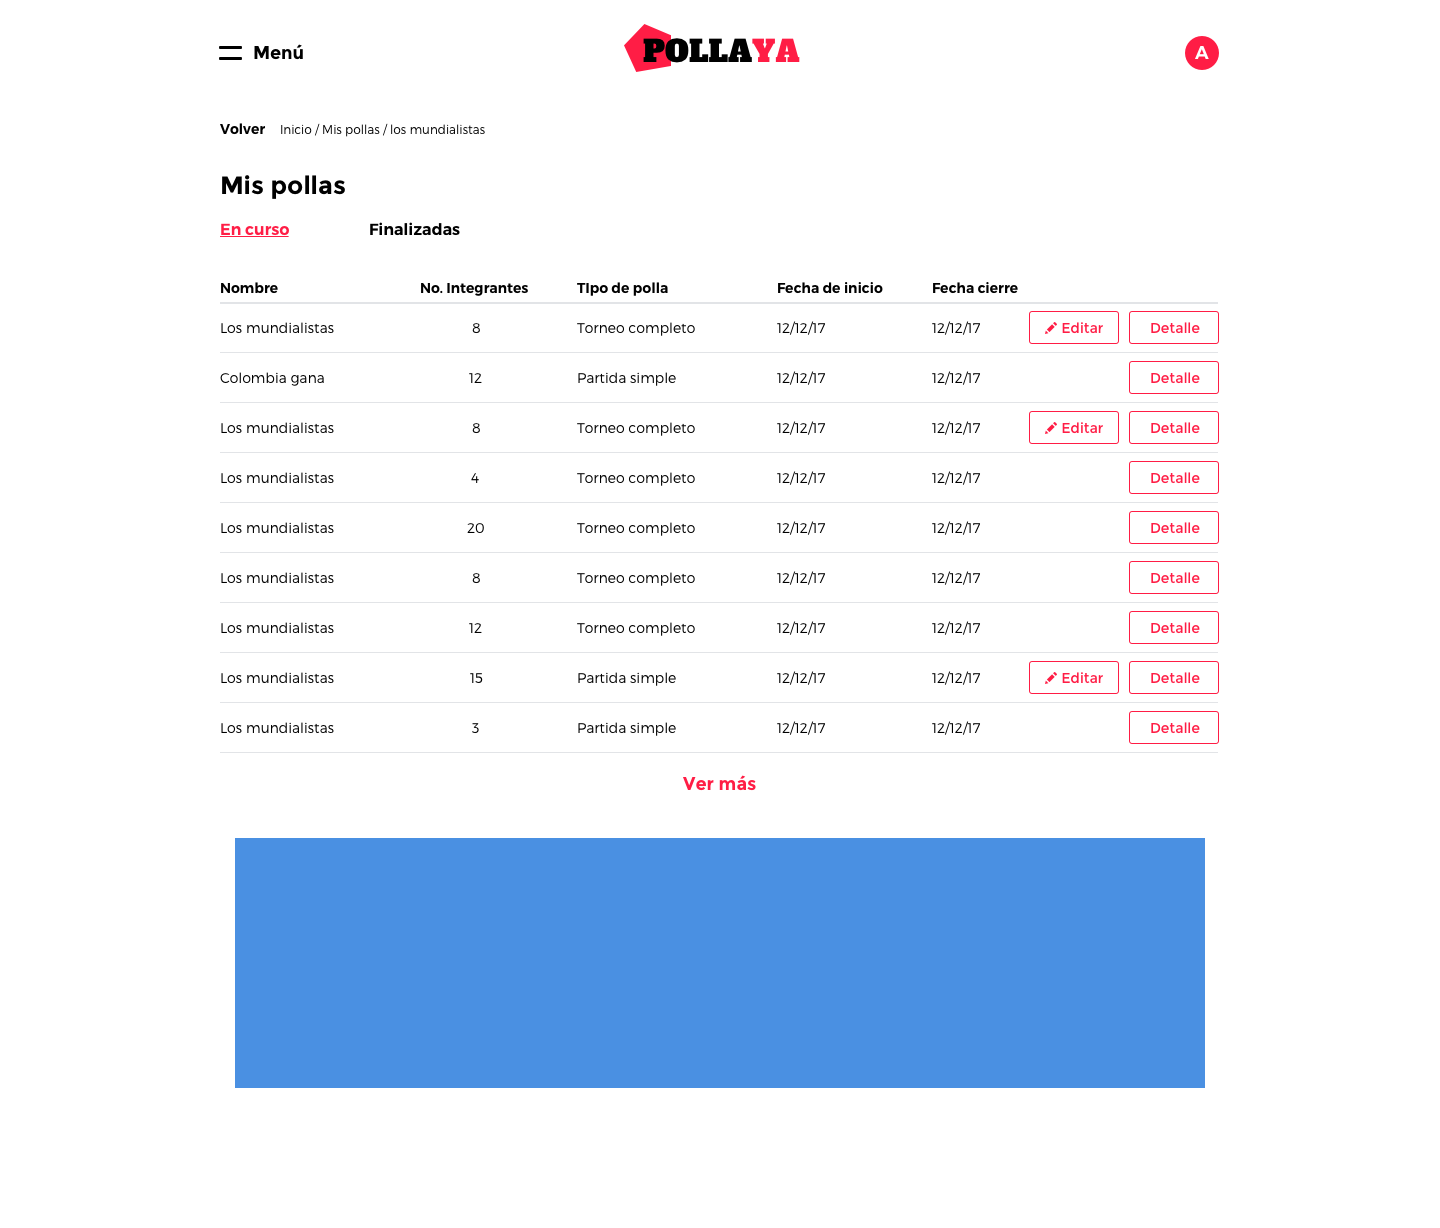 Menú
POLLAYA
A
Volver Inicio / Mis pollas / los mundialistas
Mis pollas
En curso Finalizadas
Nombre No. Integrantes TIpo de polla Fecha de inicio Fecha cierre
Los mundialistas 8 Torneo completo 12/12/17 12/12/17 Editar Detalle
Colombia gana 12 Partida simple 12/12/17 12/12/17 Detalle
Los mundialistas 8 Torneo completo 12/12/17 12/12/17 Editar Detalle
Los mundialistas 4 Torneo completo 12/12/17 12/12/17 Detalle
Los mundialistas 20 Torneo completo 12/12/17 12/12/17 Detalle
Los mundialistas 8 Torneo completo 12/12/17 12/12/17 Detalle
Los mundialistas 12 Torneo completo 12/12/17 12/12/17 Detalle
Los mundialistas 15 Partida simple 12/12/17 12/12/17 Editar Detalle
Los mundialistas 3 Partida simple 12/12/17 12/12/17 Detalle
Ver más